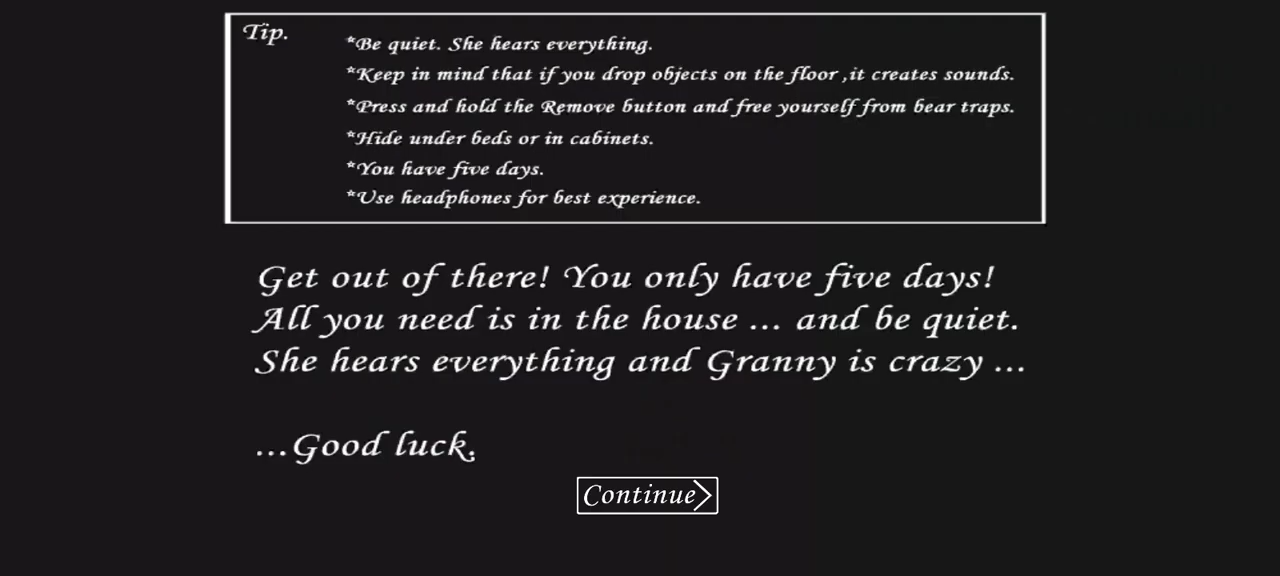 Tip.
*Be quiet. She hears everything.
*Keep in mind that if you drop objects on the floor ,it creates sounds.
*Press and hold the Remove button and free yourself from bear traps.
*Hide under beds or in cabinets.
*You have five days.
*Use headphones for best experience.
Get out of there! You only have five days!
All you need is in the house ... and be quiet.
She hears everything and Granny is crazy ...
...Good luck.
Continue